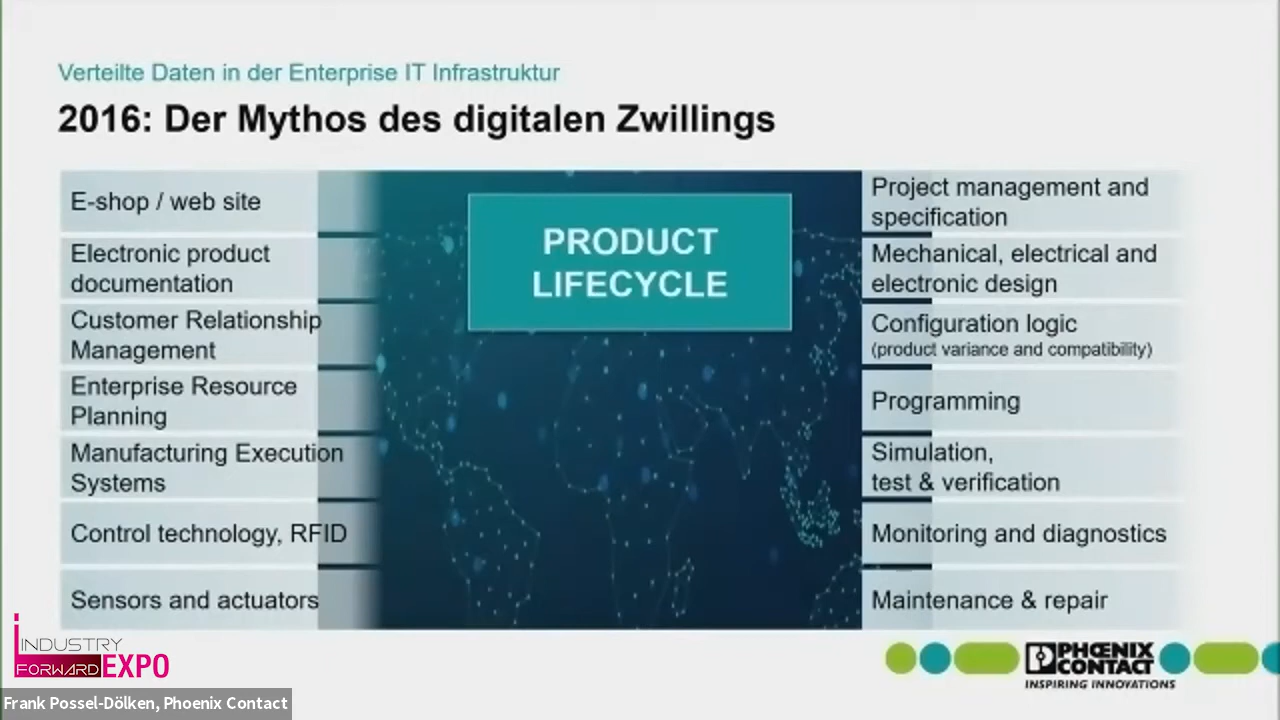 Verteilte Daten in der Enterprise IT Infrastruktur
2016: Der Mythos des digitalen Zwillings
E-shop / web site
Electronic product
documentation
Customer Relationship
Management
Enterprise Resource
Planning
Manufacturing Execution
Systems
Control technology, RFID
Sensors and actuators
PRODUCT
LIFECYCLE
Project management and
specification
Mechanical, electrical and
electronic design
Configuration logic
(product variance and compatibility)
Programming
Simulation,
test & verification
Monitoring and diagnostics
Maintenance & repair
INDUSTRY
FORWARD EXPO
PHŒNIX
CONTACT
INSPIRING INNOVATIONS
Frank Possel-Dölken, Phoenix Contact